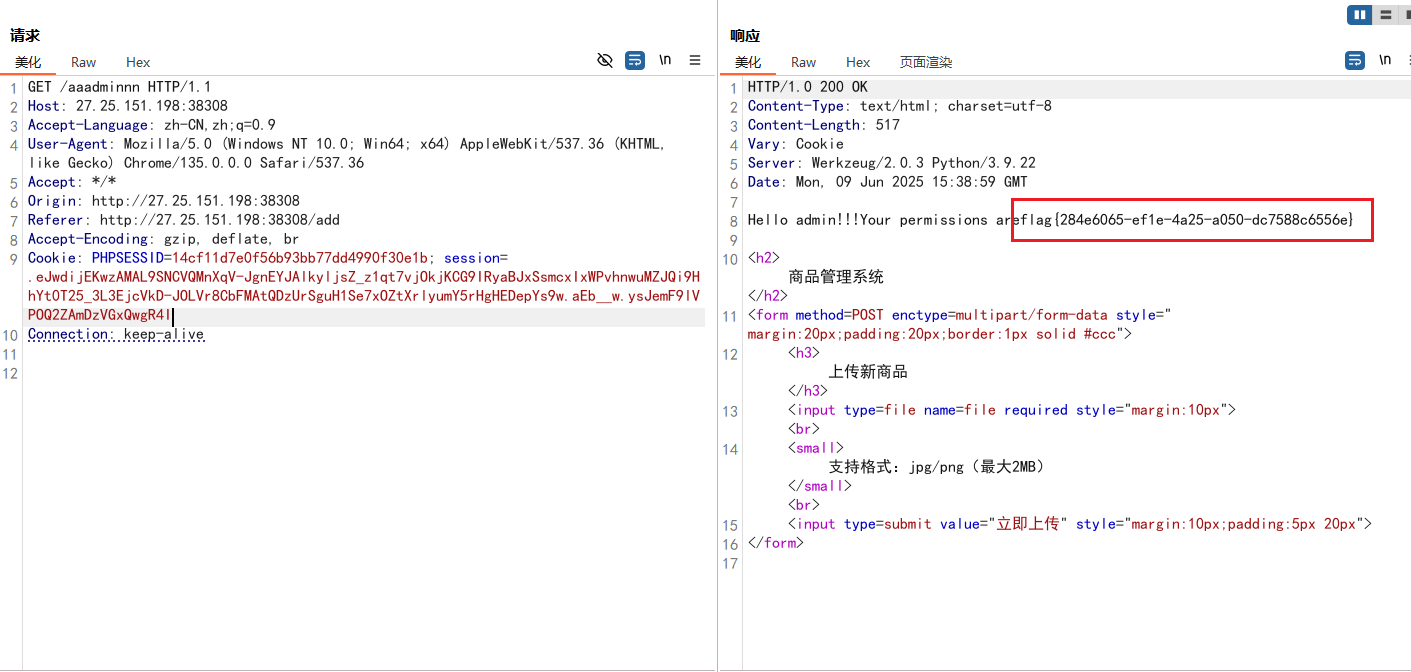 请求
美化 Raw Hex \n
1 GET /aaadminnn HTTP/1.1
2 Host: 27.25.151.198:38308
3 Accept-Language: zh-CN,zh;q=0.9
4 User-Agent: Mozilla/5.0 (Windows NT 10.0; Win64; x64) AppleWebKit/537.36 (KHTML,
like Gecko) Chrome/135.0.0.0 Safari/537.36
5 Accept: */*
6 Origin: http://27.25.151.198:38308
7 Referer: http://27.25.151.198:38308/add
8 Accept-Encoding: gzip, deflate, br
9 Cookie: PHPSESSID=14cf11d7e0f56b93bb77dd4990f30e1b; session=
10 Connection: keep-alive
11
12
响应
美化 Raw Hex 页面渲染 \n
1 HTTP/1.0 200 OK
2 Content-Type: text/html; charset=utf-8
3 Content-Length: 517
4 Vary: Cookie
5 Server: Werkzeug/2.0.3 Python/3.9.22
6 Date: Mon, 09 Jun 2025 15:38:59 GMT
7
8 Hello admin!!!Your permissions areflag{284e6065-ef1e-4a25-a050-dc7588c6556e}
9
10 <h2>
商品管理系统
</h2>
11 <form method=POST enctype=multipart/form-data style="
margin:20px;padding:20px;border:1px solid #ccc">
12 <h3>
上传新商品
</h3>
13 <input type=file name=file required style="margin:10px">
<br>
14 <small>
支持格式：jpg/png（最大2MB）
</small>
<br>
15 <input type=submit value="立即上传" style="margin:10px;padding:5px 20px">
16 </form>
17